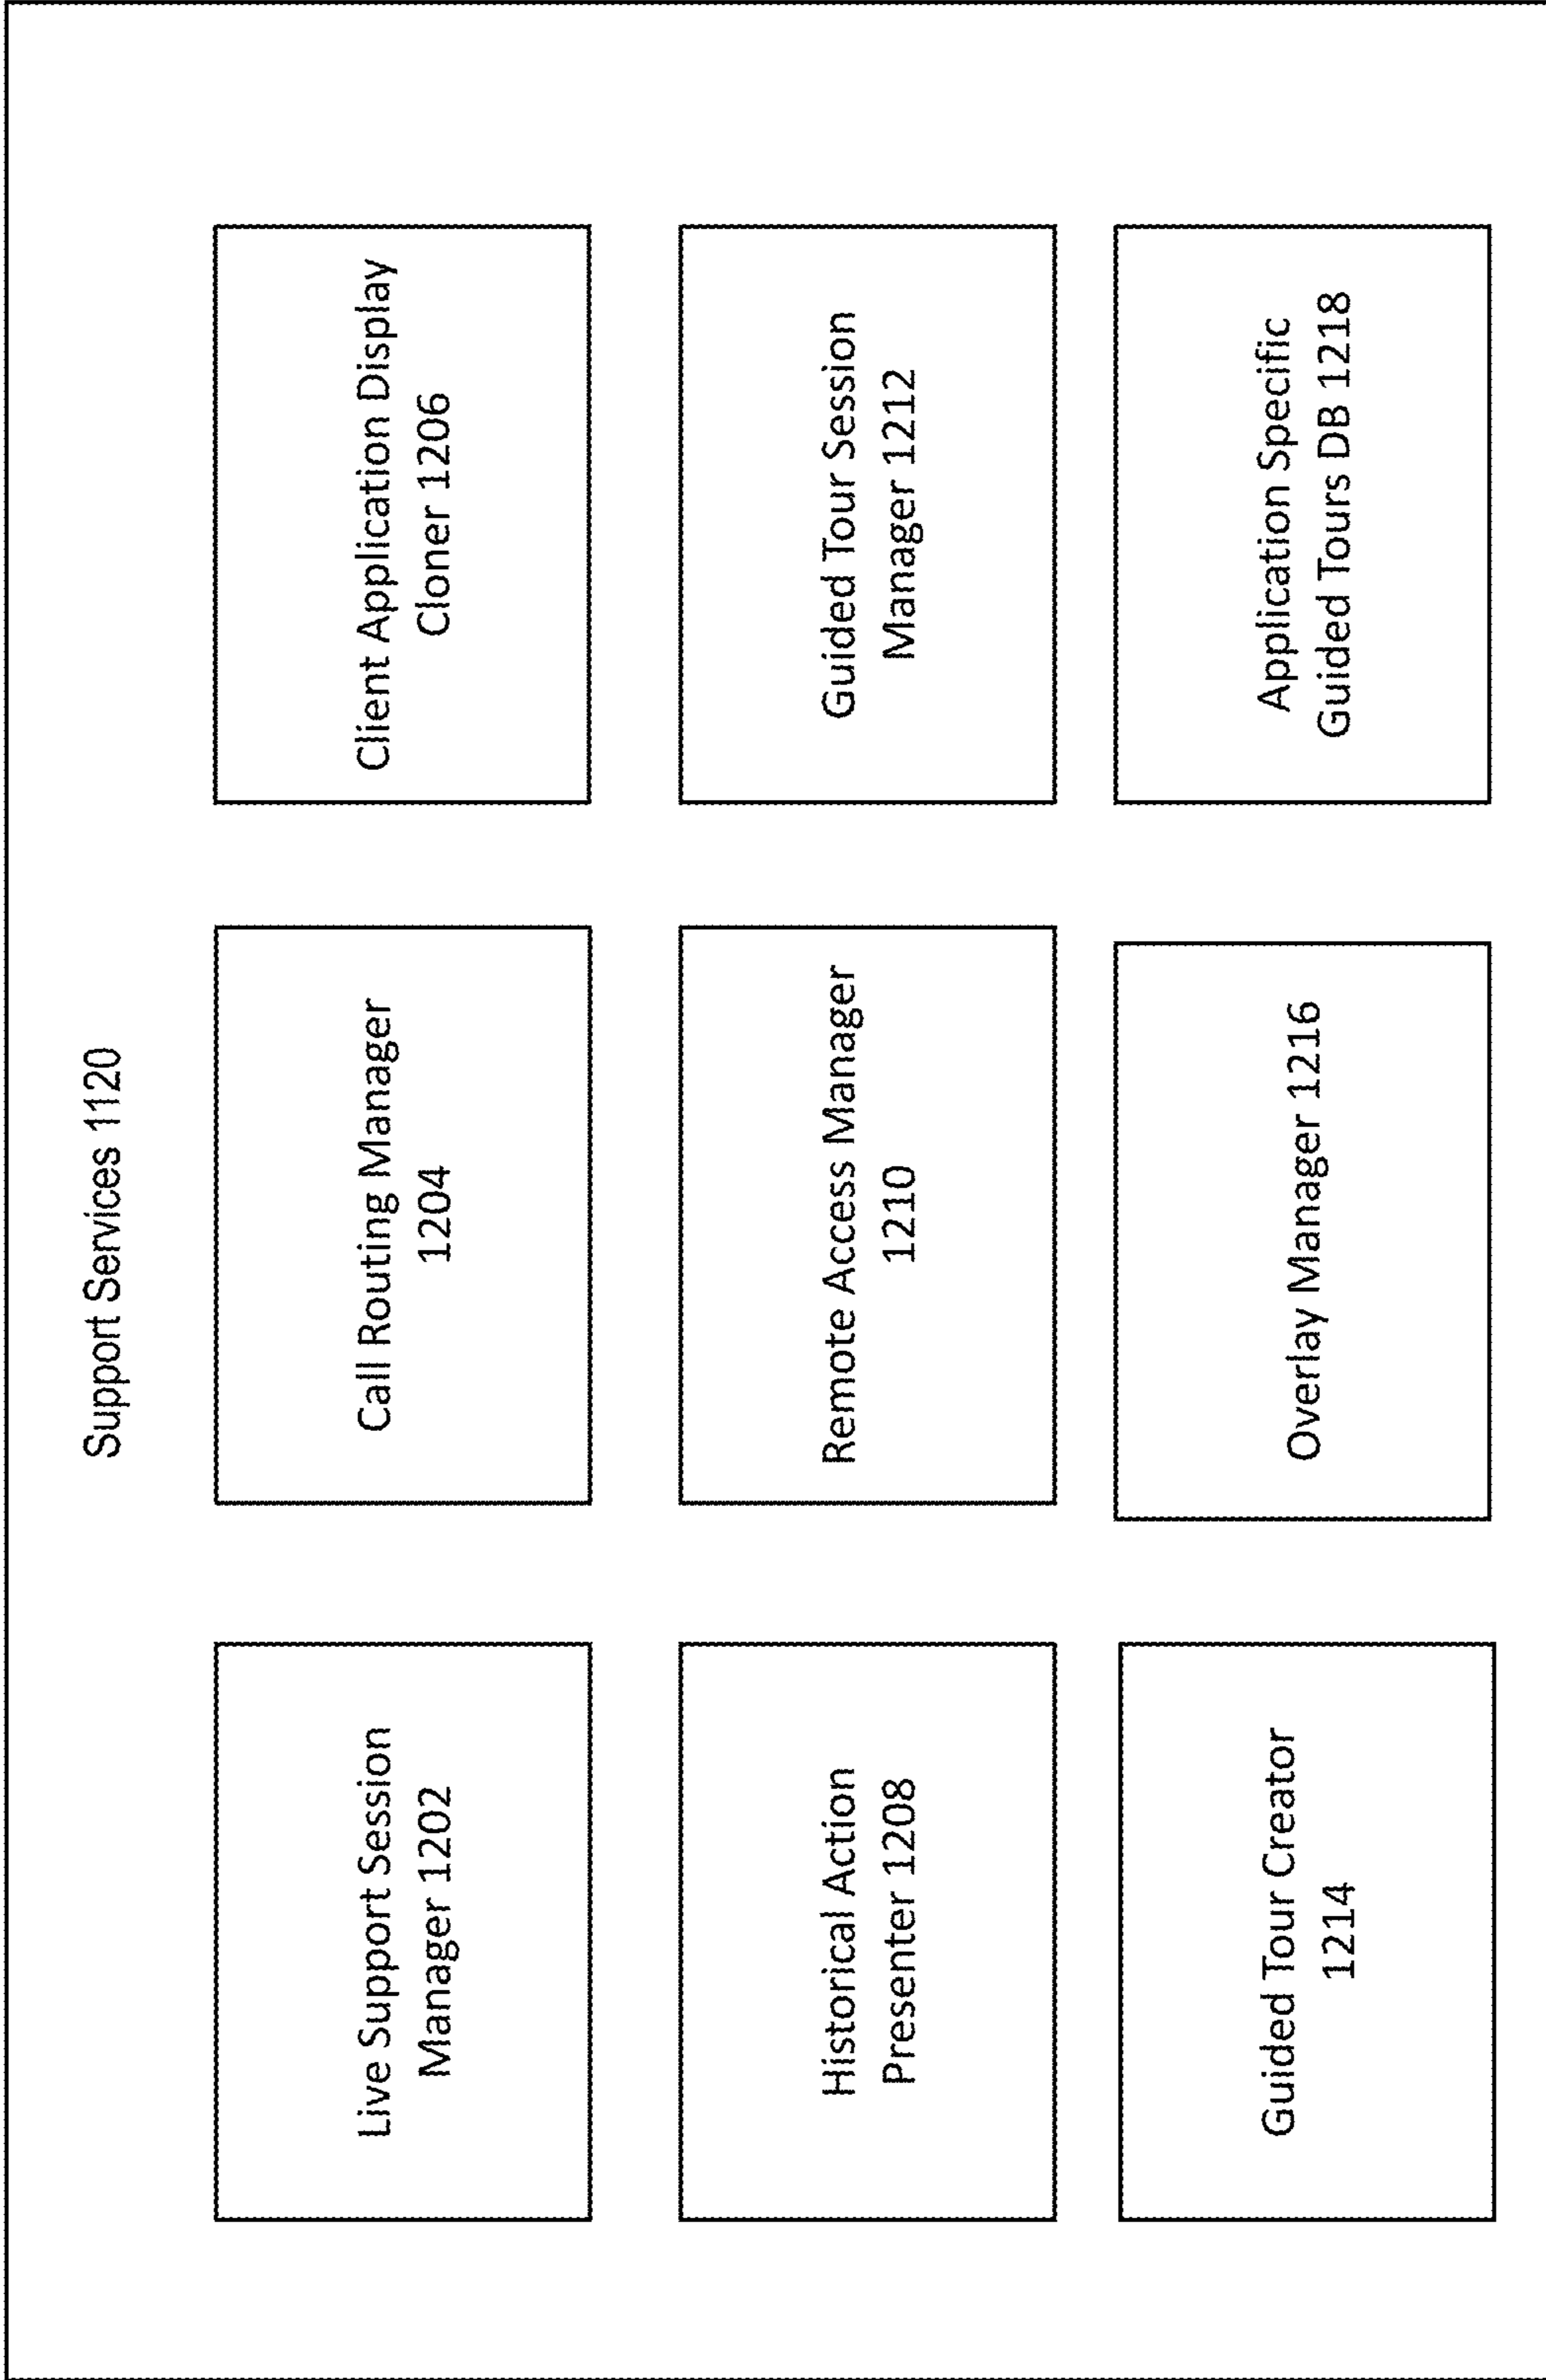 Support Services 1120
Live Support Session
Manager 1202
Call Routing Manager
1204
Client Application Display
Cloner 1206
Historical Action
Presenter 1208
Remote Access Manager
1210
Guided Tour Session
Manager 1212
Guided Tour Creator
1214
Overlay Manager 1216
Application Specific
Guided Tours DB 1218